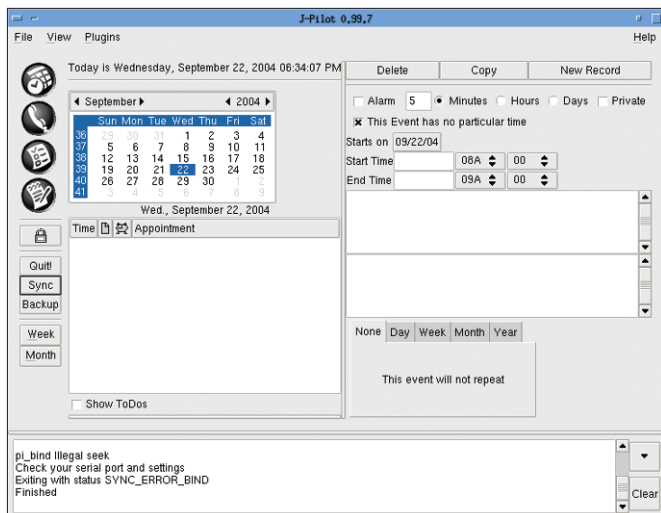 J-Pilot 0.99.7
File View Plugins Help
Today is Wednesday, September 22, 2004 06:34:07 PM
September 2004
Sun Mon Tue Wed Thu Fri Sat
36 29 30 31 1 2 3 4
37 5 6 7 8 9 10 11
38 12 13 14 15 16 17 18
39 19 20 21 22 23 24 25
40 26 27 28 29 30 1 2
41 3 4 5 6 7 8 9
Wed., September 22, 2004
Time Appointment
Quit!
Sync
Backup
Week
Month
Show ToDos
Delete Copy New Record
Alarm 5 Minutes Hours Days Private
This Event has no particular time
Starts on 09/22/04
Start Time 08A 00
End Time 09A 00
None Day Week Month Year
This event will not repeat
pi_bind Illegal seek
Check your serial port and settings
Exiting with status SYNC_ERROR_BIND
Finished
Clear